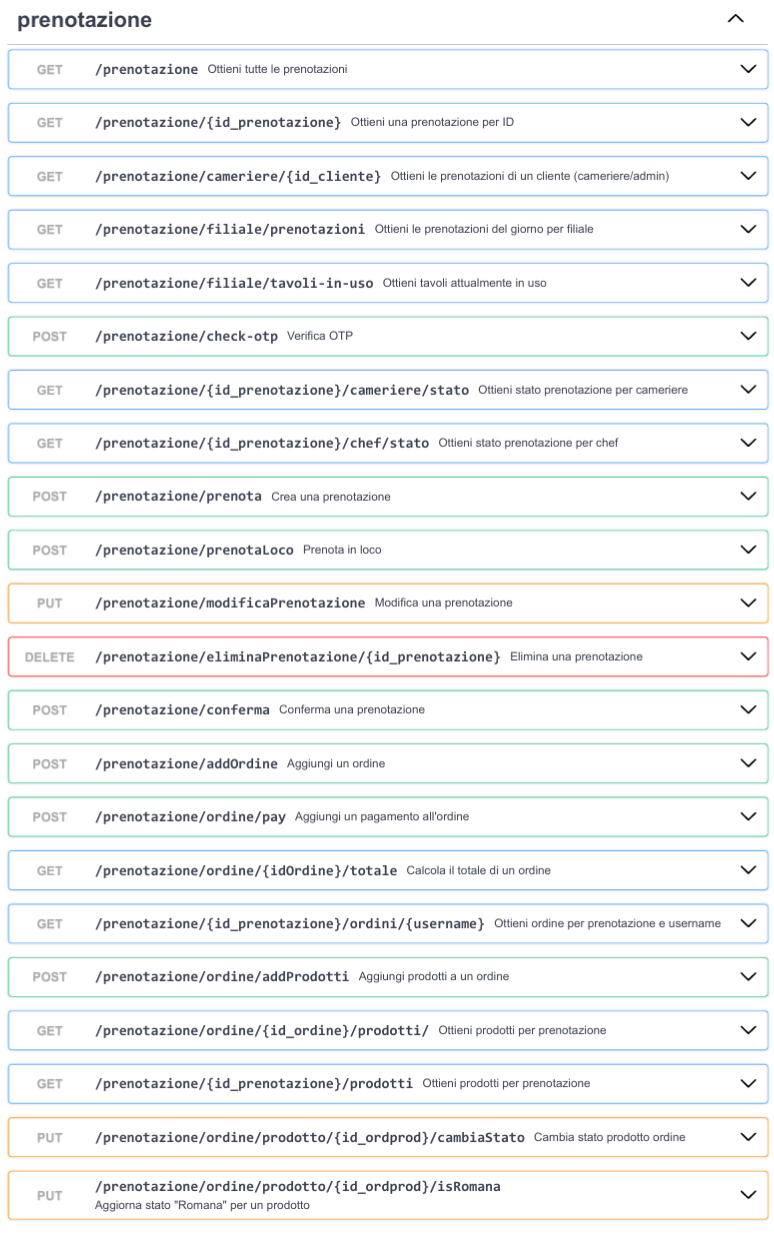 prenotazione
GET /prenotazione Ottieni tutte le prenotazioni
GET /prenotazione/{id_prenotazione} Ottieni una prenotazione per ID
GET /prenotazione/cameriere/{id_cliente} Ottieni le prenotazioni di un cliente (cameriere/admin)
GET /prenotazione/filiale/prenotazioni Ottieni le prenotazioni del giorno per filiale
GET /prenotazione/filiale/tavoli-in-uso Ottieni tavoli attualmente in uso
POST /prenotazione/check-otp Verifica OTP
GET /prenotazione/{id_prenotazione}/cameriere/stato Ottieni stato prenotazione per cameriere
GET /prenotazione/{id_prenotazione}/chef/stato Ottieni stato prenotazione per chef
POST /prenotazione/prenota Crea una prenotazione
POST /prenotazione/prenotaLoco Prenota in loco
PUT /prenotazione/modificaPrenotazione Modifica una prenotazione
DELETE /prenotazione/eliminaPrenotazione/{id_prenotazione} Elimina una prenotazione
POST /prenotazione/conferma Conferma una prenotazione
POST /prenotazione/addOrdine Aggiungi un ordine
POST /prenotazione/ordine/pay Aggiungi un pagamento all'ordine
GET /prenotazione/ordine/{idOrdine}/totale Calcola il totale di un ordine
GET /prenotazione/{id_prenotazione}/ordini/{username} Ottieni ordine per prenotazione e username
POST /prenotazione/ordine/addProdotti Aggiungi prodotti a un ordine
GET /prenotazione/ordine/{id_ordine}/prodotti/ Ottieni prodotti per prenotazione
GET /prenotazione/{id_prenotazione}/prodotti Ottieni prodotti per prenotazione
PUT /prenotazione/ordine/prodotto/{id_ordprod}/cambiaStato Cambia stato prodotto ordine
PUT /prenotazione/ordine/prodotto/{id_ordprod}/isRomana
Aggiorna stato "Romana" per un prodotto